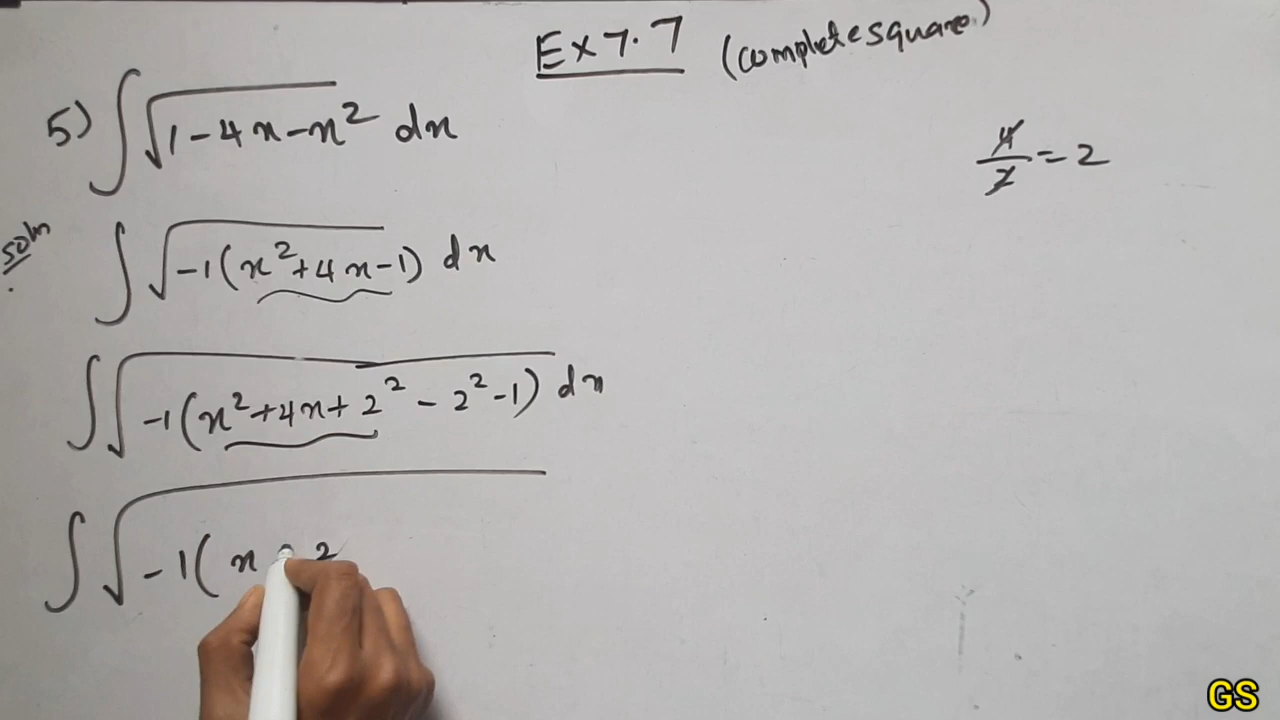 Ex 7.7 (complete square)
5) ∫√1-4x-x² dx
4/2 = 2
Soln
∫√-1(x²+4x-1) dx
∫√-1(x²+4x+2²-2²-1) dx
∫√-1( x
GS